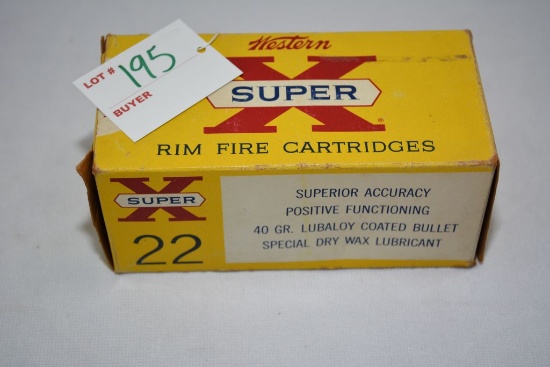 LOT # 195
BUYER
Western
SUPER X ®
RIM FIRE CARTRIDGES
SUPER X
22
SUPERIOR ACCURACY
POSITIVE FUNCTIONING
40 GR. LUBALOY COATED BULLET
SPECIAL DRY WAX LUBRICANT